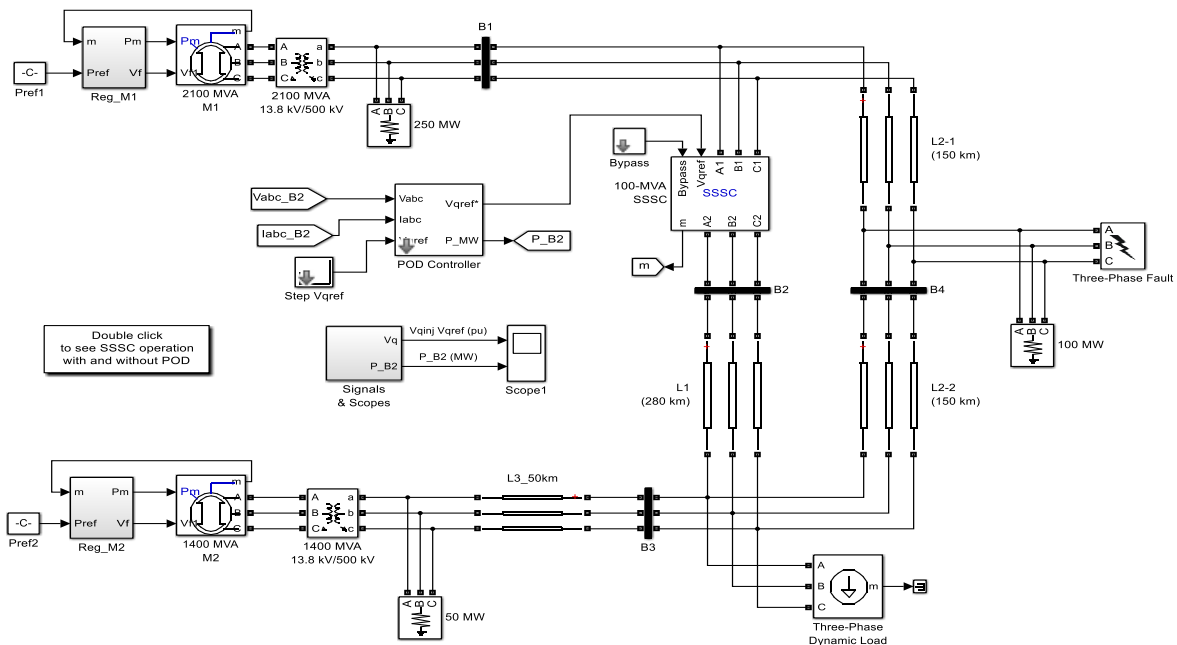 m
Pref
Pm
Vf
Reg_M1
-C-
Pref1
Pm
m
A
B
C
2100 MVA
M1
A
B
C
a
b
c
2100 MVA
13.8 kV/500 kV
A
B
C
250 MW
B1
Bypass
100-MVA
SSSC
Bypass
Vqref
A1
B1
C1
SSSC
m
A2
B2
C2
m
L2-1
(150 km)
Vabc_B2
Iabc_B2
Vabc
Iabc
Vqref*
P_MW
POD Controller
P_B2
Step Vqref
B2
B4
A
B
C
Three-Phase Fault
A
B
C
100 MW
Double click
to see SSSC operation
with and without POD
Vq
P_B2
Signals
& Scopes
Vqinj Vqref (pu)
P_B2 (MW)
Scope1
L1
(280 km)
L2-2
(150 km)
m
Pref
Pm
Vf
Reg_M2
-C-
Pref2
Pm
m
A
B
C
1400 MVA
M2
A
B
C
a
b
c
1400 MVA
13.8 kV/500 kV
A
B
C
50 MW
L3_50km
B3
A
B
C
m
Three-Phase
Dynamic Load